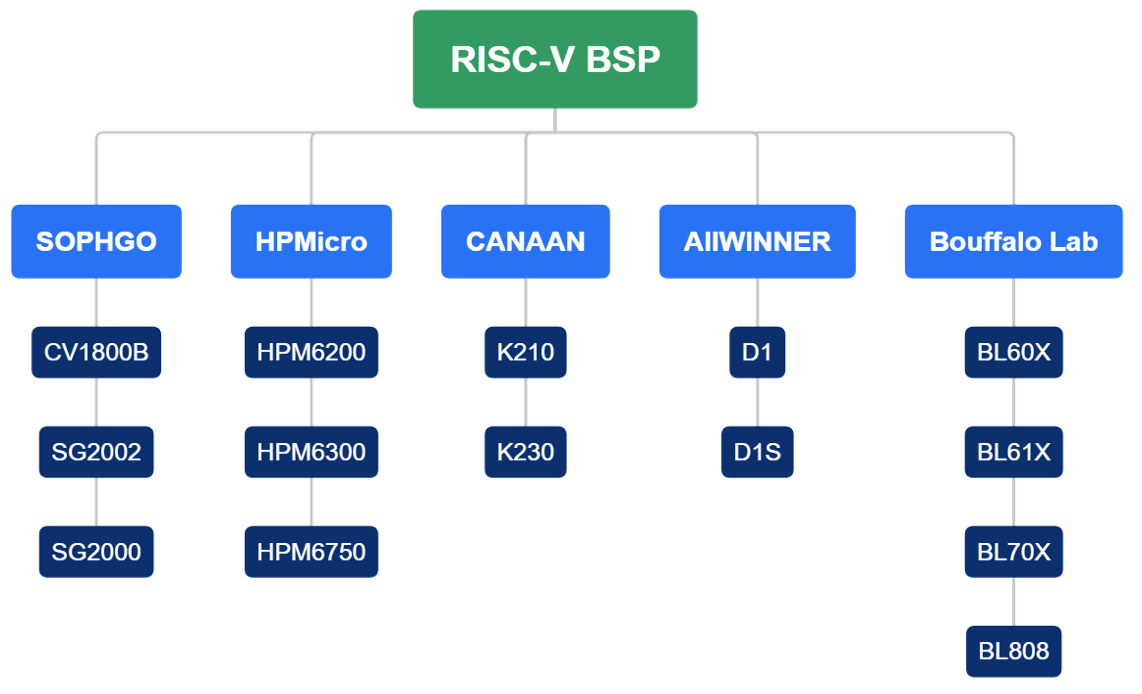 RISC-V BSP
SOPHGO
HPMicro
CANAAN
AllWINNER
Bouffalo Lab
CV1800B
HPM6200
K210
D1
BL60X
SG2002
HPM6300
K230
D1S
BL61X
SG2000
HPM6750
BL70X
BL808